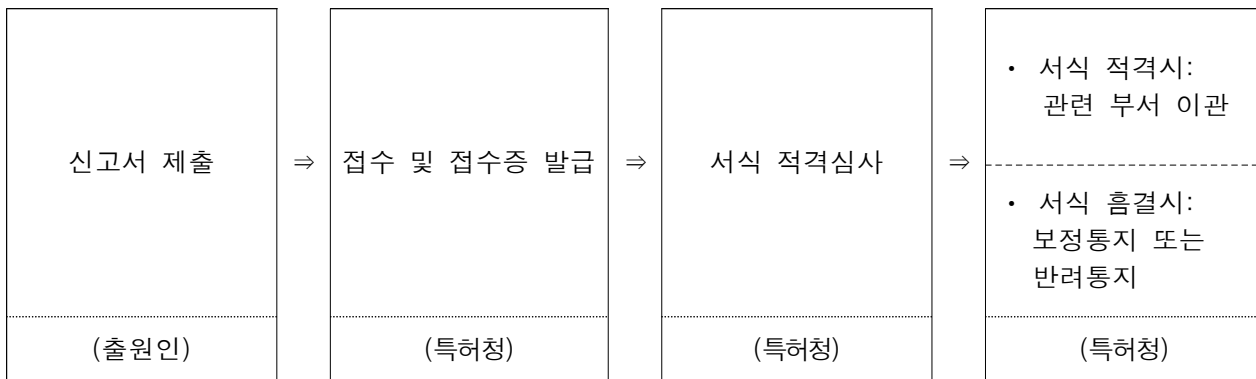 신고서 제출
⇒
접수 및 접수증 발급
⇒
서식 적격심사
⇒
• 서식 적격시:
관련 부서 이관
• 서식 흠결시:
보정통지 또는
반려통지
(출원인)
(특허청)
(특허청)
(특허청)